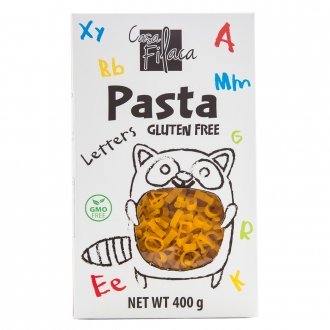 Casa
Filaca
Xy
A
Rb
Mm
Pasta
Letters
GLUTEN FREE
G
GMO
FREE
R
Ee
K
NET WT 400 g